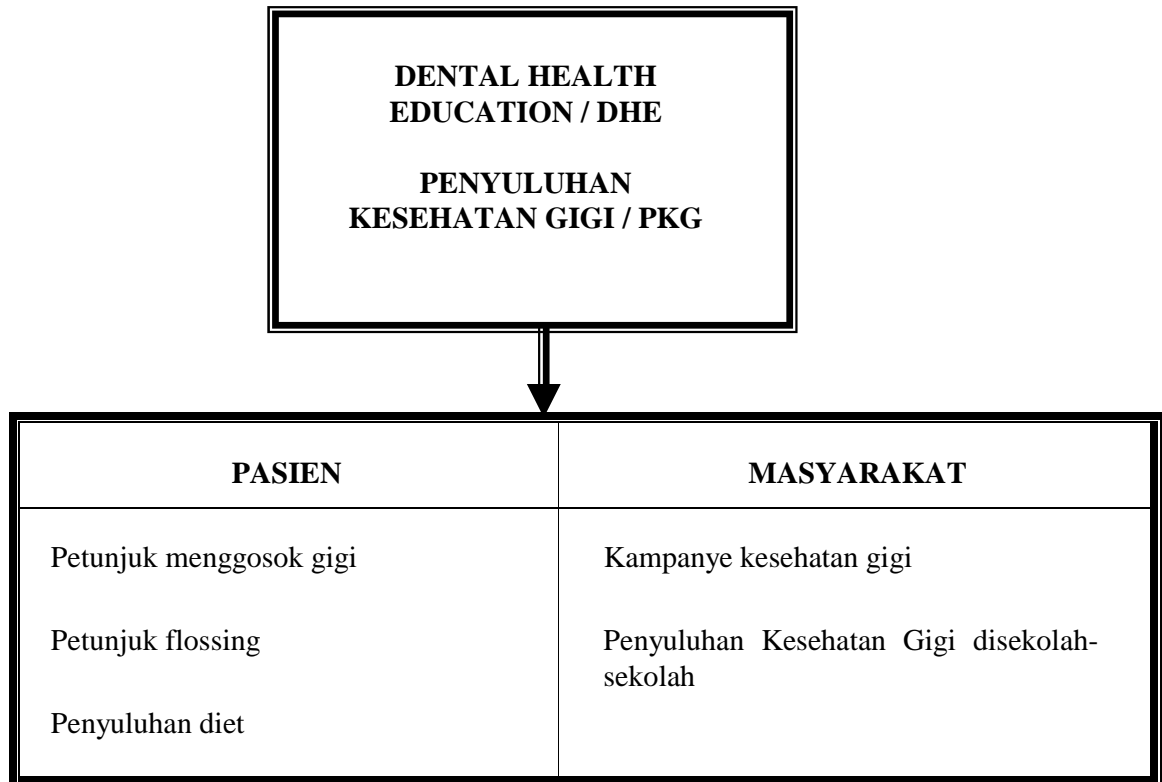 DENTAL HEALTH
EDUCATION / DHE
PENYULUHAN
KESEHATAN GIGI / PKG
PASIEN
MASYARAKAT
Petunjuk menggosok gigi
Petunjuk flossing
Penyuluhan diet
Kampanye kesehatan gigi
Penyuluhan Kesehatan Gigi disekolah-
sekolah